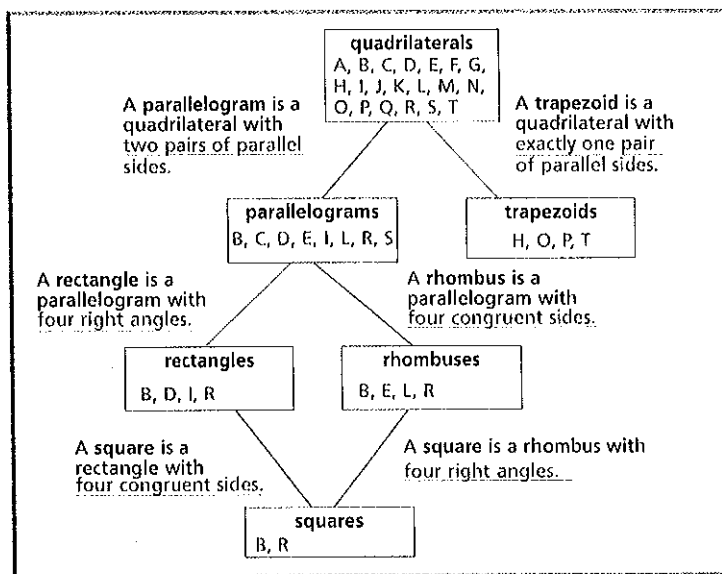 quadrilaterals
A, B, C, D, E, F, G,
H, I, J, K, L, M, N,
O, P, Q, R, S, T
A parallelogram is a
quadrilateral with
two pairs of parallel
sides.
A trapezoid is a
quadrilateral with
exactly one pair
of parallel sides.
parallelograms
B, C, D, E, I, L, R, S
trapezoids
H, O, P, T
A rectangle is a
parallelogram with
four right angles.
A rhombus is a
parallelogram with
four congruent sides.
rectangles
B, D, I, R
rhombuses
B, E, L, R
A square is a
rectangle with
four congruent sides.
A square is a rhombus with
four right angles.
squares
B, R